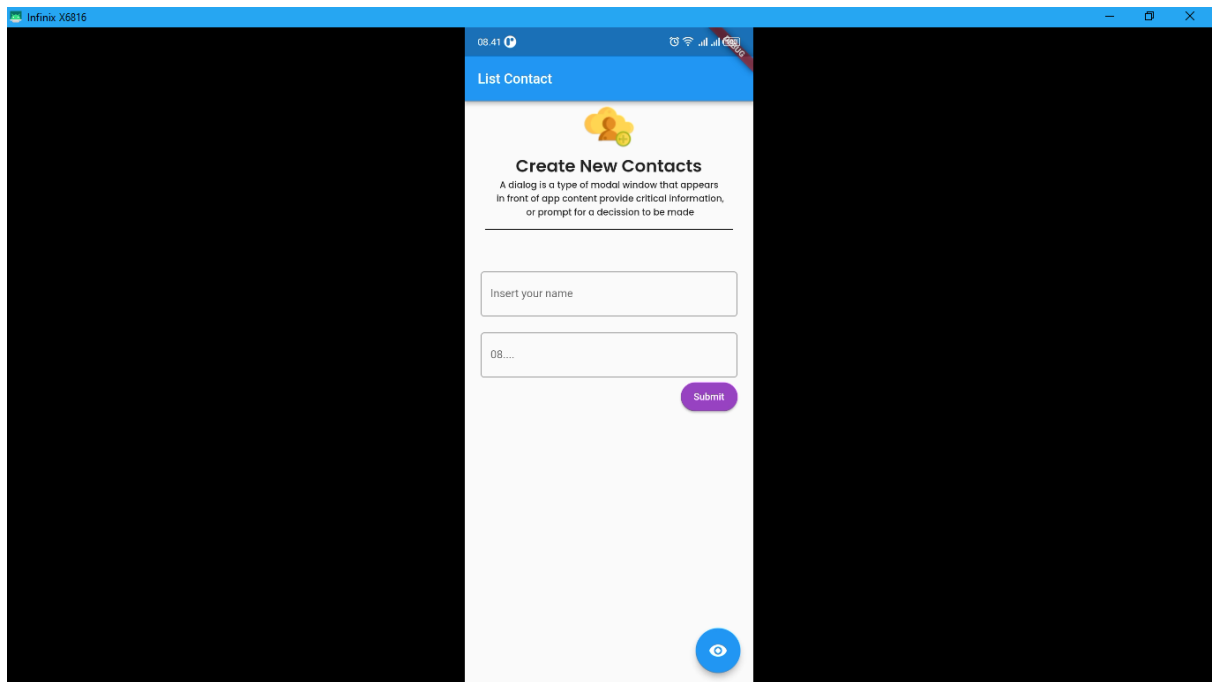 Infinix X6816
08.41
List Contact
Create New Contacts
A dialog is a type of modal window that appears
in front of app content provide critical information,
or prompt for a decission to be made
Insert your name
08....
Submit